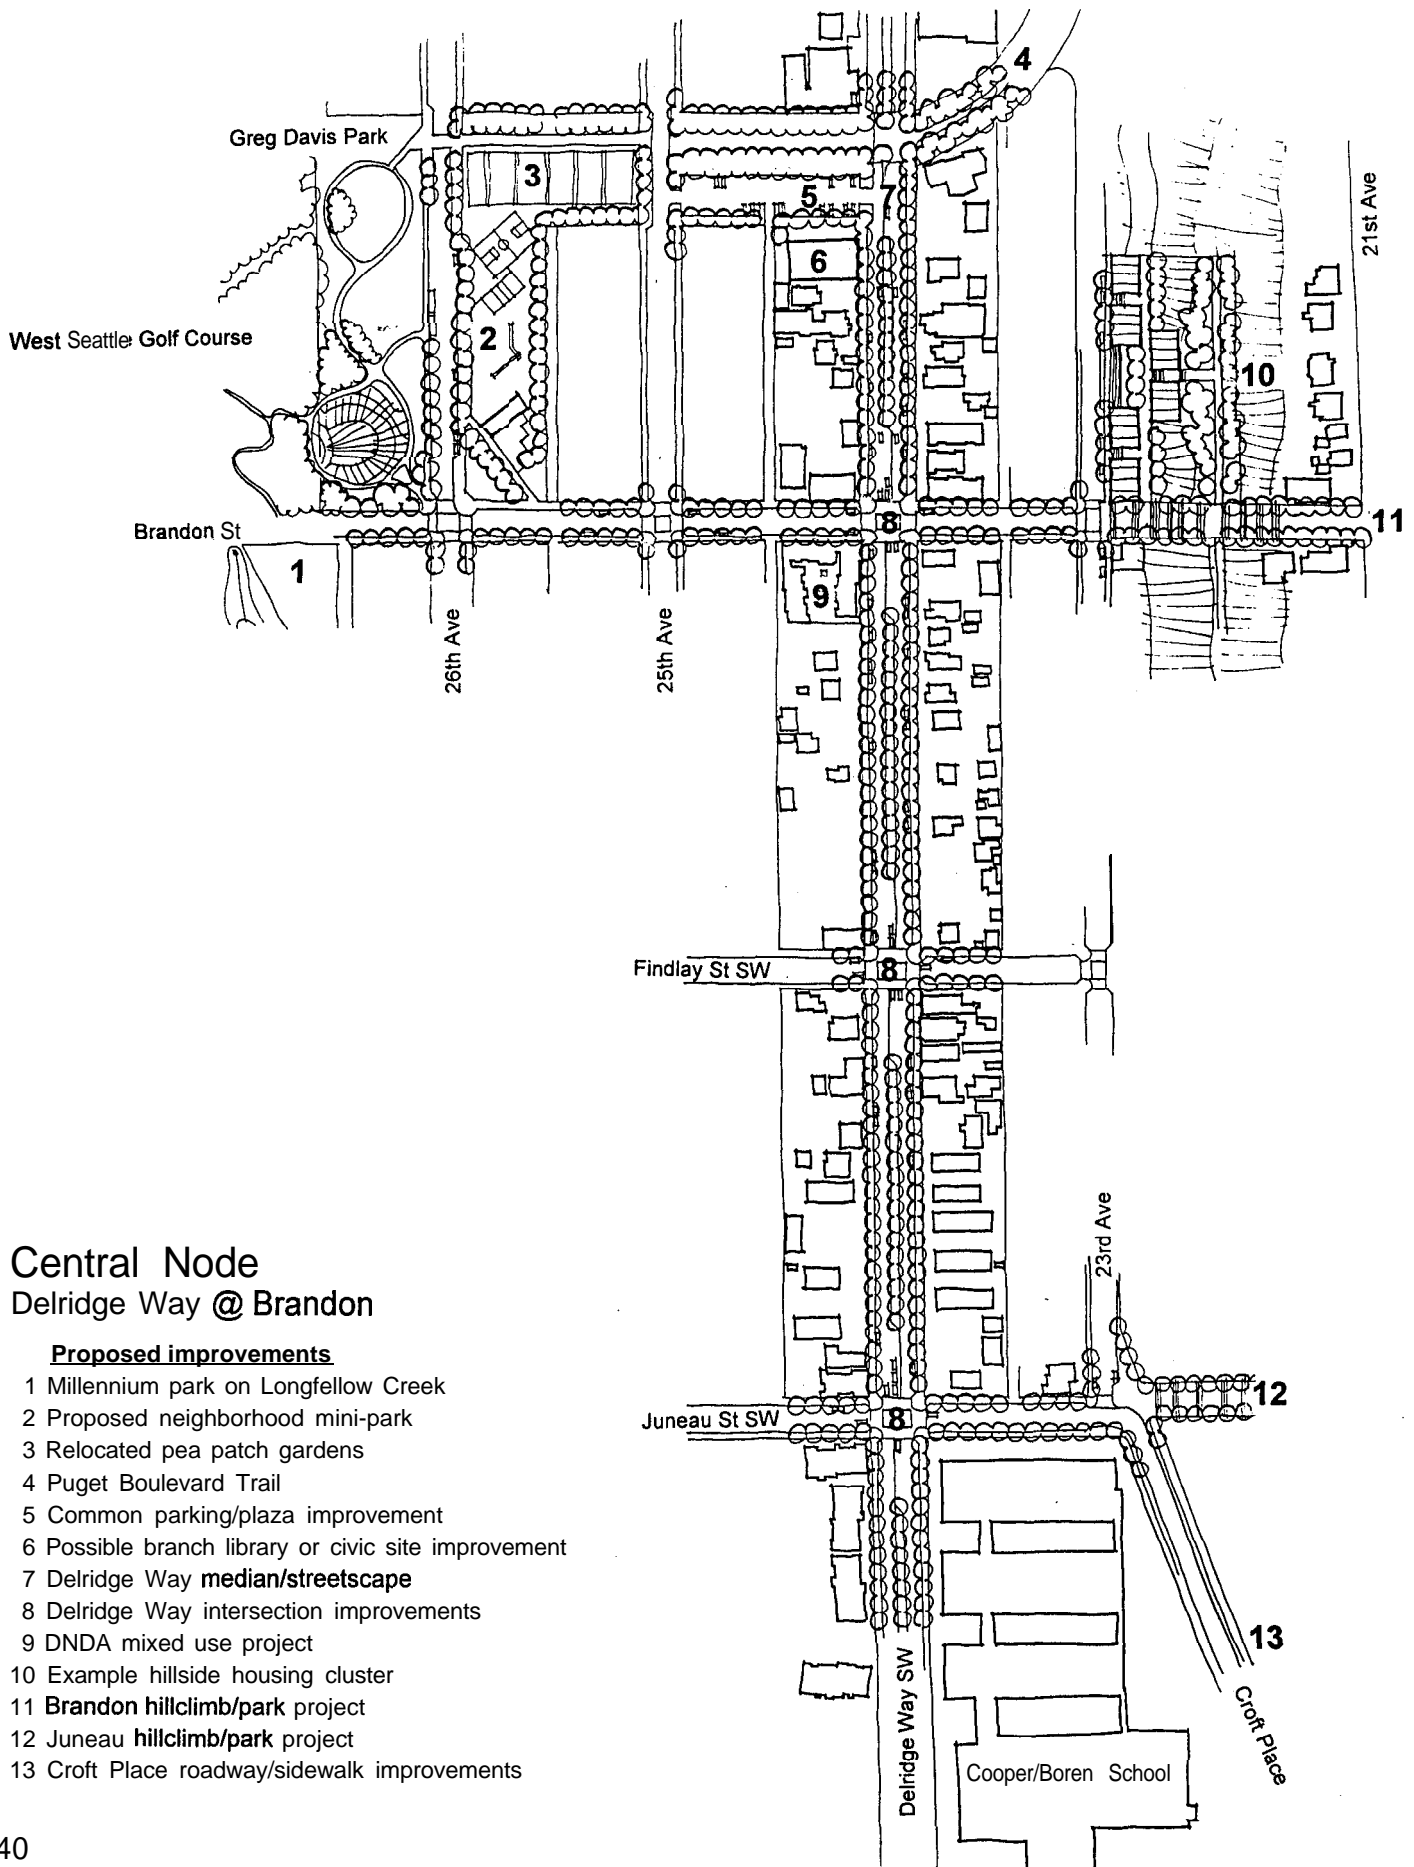 4
Greg Davis Park
3
5
7
21st Ave
6
West Seattle Golf Course
2
10
Brandon St
8
11
1
9
26th Ave
25th Ave
Findlay St SW
8
23rd Ave
Central Node
Delridge Way @ Brandon
Proposed improvements
1 Millennium park on Longfellow Creek
2 Proposed neighborhood mini-park
3 Relocated pea patch gardens
4 Puget Boulevard Trail
5 Common parking/plaza improvement
6 Possible branch library or civic site improvement
7 Delridge Way median/streetscape
8 Delridge Way intersection improvements
9 DNDA mixed use project
10 Example hillside housing cluster
11 Brandon hillclimb/park project
12 Juneau hillclimb/park project
13 Croft Place roadway/sidewalk improvements
12
Juneau St SW
8
13
Delridge Way SW
Croft Place
Cooper/Boren School
40